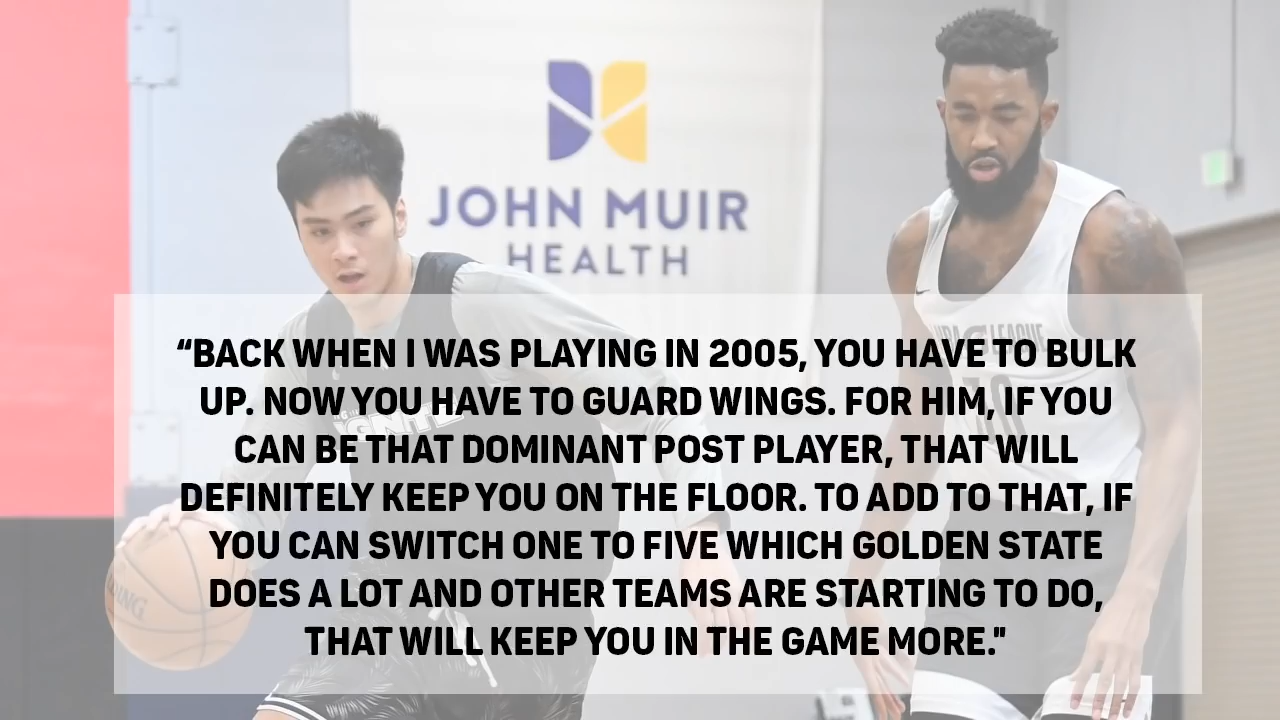 JOHN MUIR
HEALTH
“BACK WHEN I WAS PLAYING IN 2005, YOU HAVE TO BULK
UP. NOW YOU HAVE TO GUARD WINGS. FOR HIM, IF YOU
CAN BE THAT DOMINANT POST PLAYER, THAT WILL
DEFINITELY KEEP YOU ON THE FLOOR. TO ADD TO THAT, IF
YOU CAN SWITCH ONE TO FIVE WHICH GOLDEN STATE
DOES A LOT AND OTHER TEAMS ARE STARTING TO DO,
THAT WILL KEEP YOU IN THE GAME MORE."
IGNITE
LEAGUE